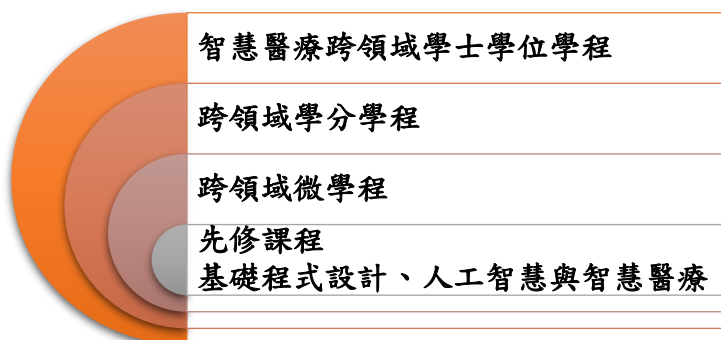 智慧醫療跨領域學士學位學程
跨領域學分學程
跨領域微學程
先修課程
基礎程式設計、人工智慧與智慧醫療